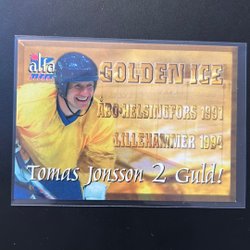 alfa
GOLDEN ICE
ÅBO-HELSINGFORS 1991
LILLEHAMMER 1994
Tomas Jonsson 2 Guld!